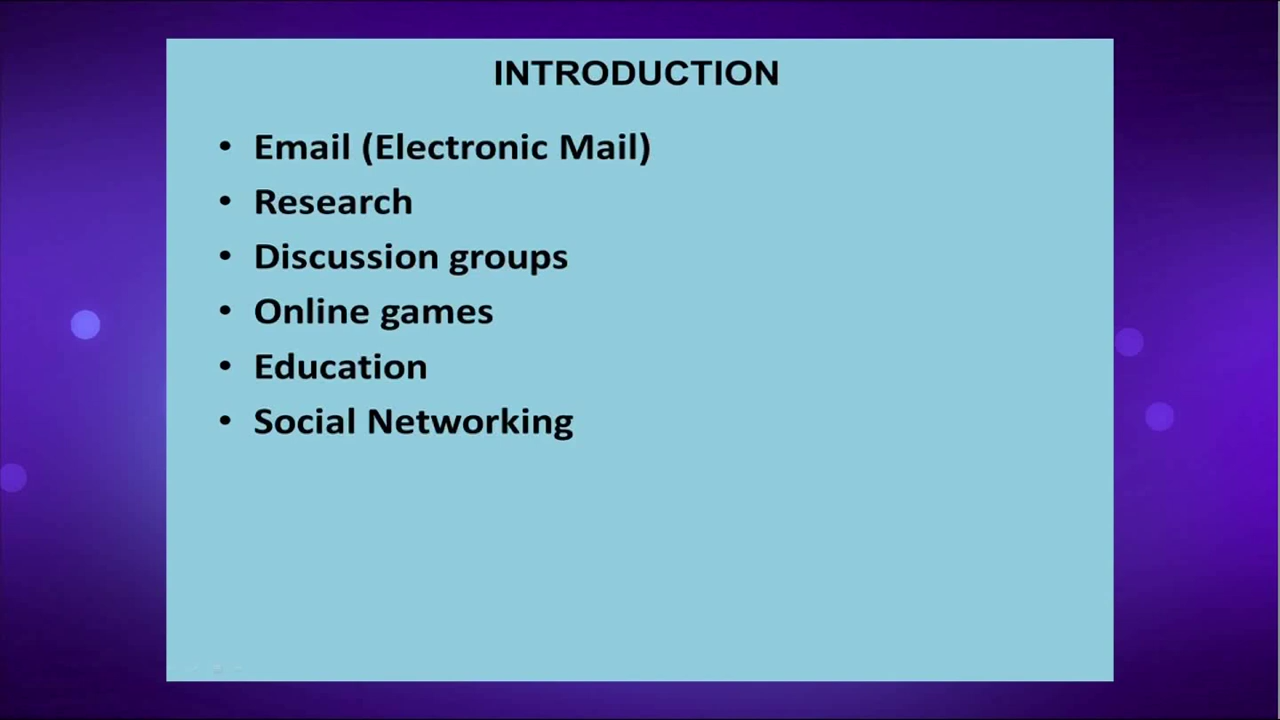 INTRODUCTION
• Email (Electronic Mail)
• Research
• Discussion groups
• Online games
• Education
• Social Networking